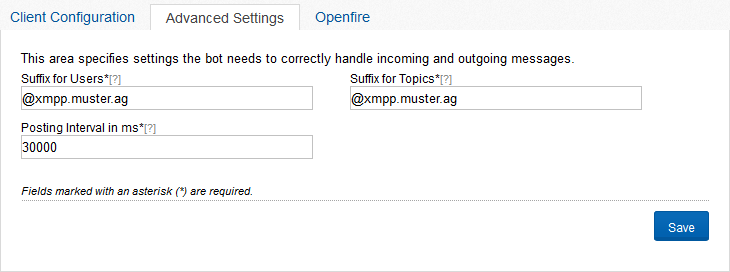 Client Configuration Advanced Settings Openfire
This area specifies settings the bot needs to correctly handle incoming and outgoing messages.
Suffix for Users*[?] Suffix for Topics*[?]
@xmpp.muster.ag @xmpp.muster.ag
Posting Interval in ms*[?]
30000
Fields marked with an asterisk (*) are required.
Save